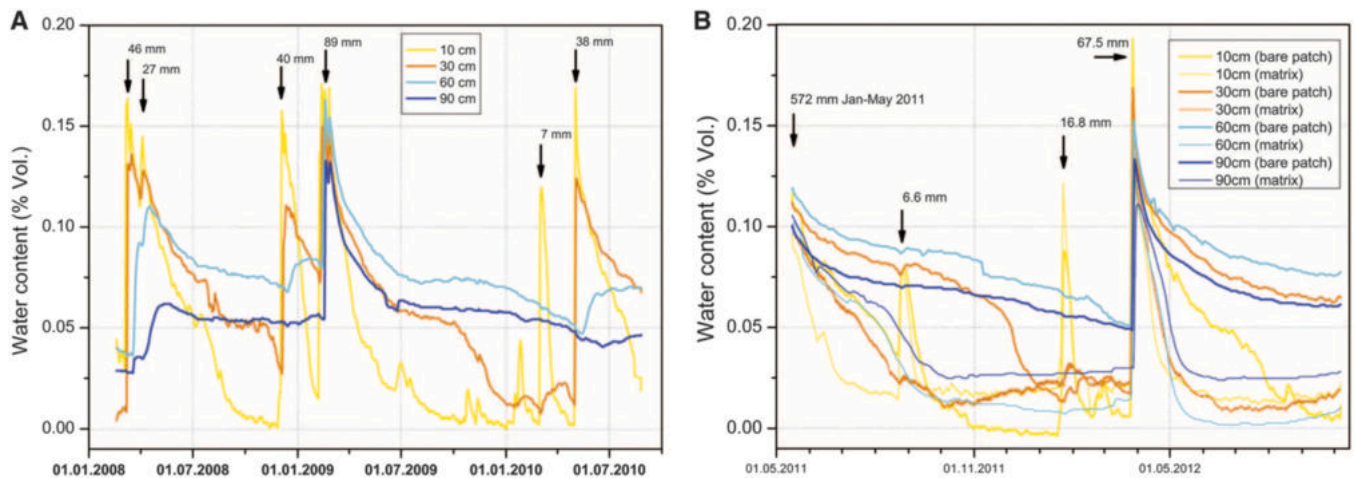 A
Water content (% Vol.)
0.20
0.15
0.10
0.05
0.00
46 mm
27 mm
40 mm
89 mm
7 mm
38 mm
10 cm
30 cm
60 cm
90 cm
01.01.2008
01.07.2008
01.01.2009
01.07.2009
01.01.2010
01.07.2010
B
Water content (% Vol.)
0.20
0.15
0.10
0.05
0.00
572 mm Jan-May 2011
6.6 mm
16.8 mm
67.5 mm
10cm (bare patch)
10cm (matrix)
30cm (bare patch)
30cm (matrix)
60cm (bare patch)
60cm (matrix)
90cm (bare patch)
90cm (matrix)
01.05.2011
01.11.2011
01.05.2012